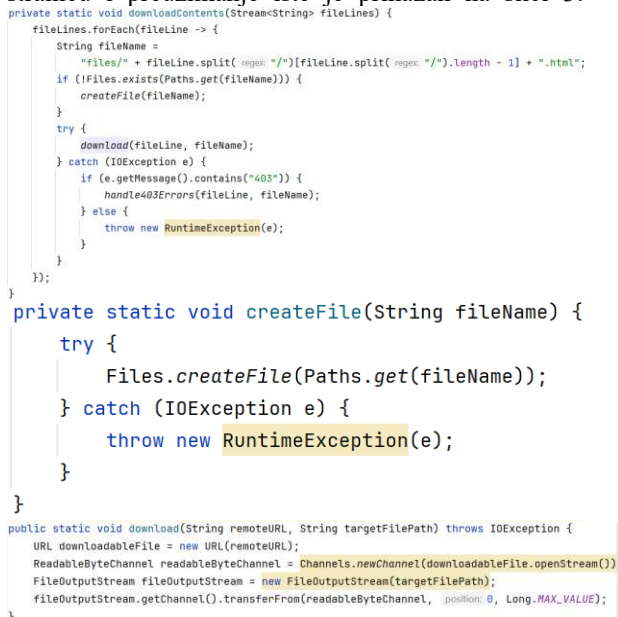 private static void downloadContents(Stream<String> fileLines) {
fileLines.forEach(fileLine -> {
String fileName =
"files/" + fileLine.split( regex: "/")[fileLine.split( regex: "/").length - 1] + ".html";
if (!Files.exists(Paths.get(fileName))) {
createFile(fileName);
}
try {
download(fileLine, fileName);
} catch (IOException e) {
if (e.getMessage().contains("403")) {
handle403Errors(fileLine, fileName);
} else {
throw new RuntimeException(e);
}
}
});
}
private static void createFile(String fileName) {
try {
Files.createFile(Paths.get(fileName));
} catch (IOException e) {
throw new RuntimeException(e);
}
}
public static void download(String remoteURL, String targetFilePath) throws IOException {
URL downloadableFile = new URL(remoteURL);
ReadableByteChannel readableByteChannel = Channels.newChannel(downloadableFile.openStream())
FileOutputStream fileOutputStream = new FileOutputStream(targetFilePath);
fileOutputStream.getChannel().transferFrom(readableByteChannel, position: 0, Long.MAX_VALUE);
}